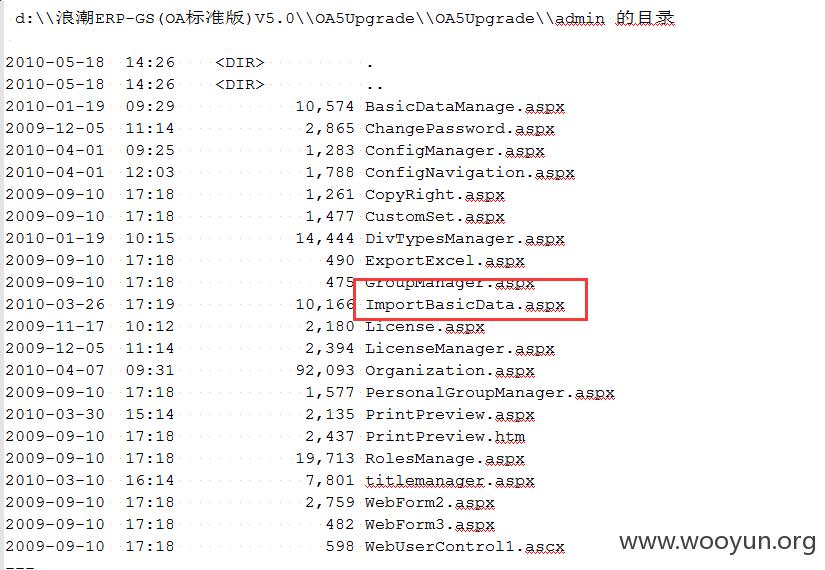 d:\\浪潮ERP-GS(OA标准版)V5.0\\OA5Upgrade\\OA5Upgrade\\admin 的目录
2010-05-18 14:26 <DIR> .
2010-05-18 14:26 <DIR> ..
2010-01-19 09:29 10,574 BasicDataManage.aspx
2009-12-05 11:14 2,865 ChangePassword.aspx
2010-04-01 09:25 1,283 ConfigManager.aspx
2010-04-01 12:03 1,788 ConfigNavigation.aspx
2009-09-10 17:18 1,261 CopyRight.aspx
2009-09-10 17:18 1,477 CustomSet.aspx
2010-01-19 10:15 14,444 DivTypesManager.aspx
2009-09-10 17:18 490 ExportExcel.aspx
2009-09-10 17:18 475 GroupManager.aspx
2010-03-26 17:19 10,166 ImportBasicData.aspx
2009-11-17 10:12 2,180 License.aspx
2009-12-05 11:14 2,394 LicenseManager.aspx
2010-04-07 09:31 92,093 Organization.aspx
2009-09-10 17:18 1,577 PersonalGroupManager.aspx
2010-03-30 15:14 2,135 PrintPreview.aspx
2009-09-10 17:18 2,437 PrintPreview.htm
2009-09-10 17:18 19,713 RolesManage.aspx
2010-03-10 16:14 7,801 titlemanager.aspx
2009-09-10 17:18 2,759 WebForm2.aspx
2009-09-10 17:18 482 WebForm3.aspx
2009-09-10 17:18 598 WebUserControl1.ascx
www.wooyun.org